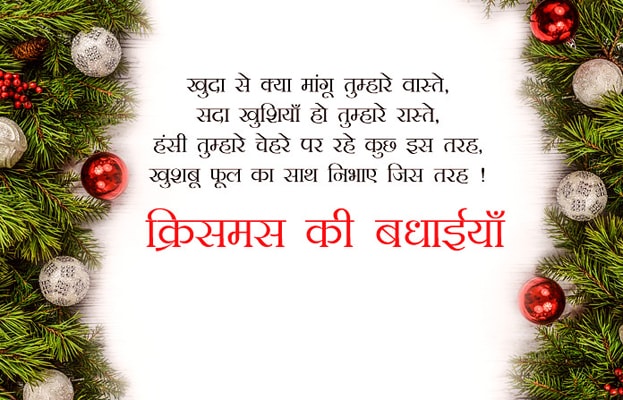 खुदा से क्या मांगू तुम्हारे वास्ते,
सदा खुशियाँ हो तुम्हारे रास्ते,
हंसी तुम्हारे चेहरे पर रहे कुछ इस तरह,
खुशबू फूल का साथ निभाए जिस तरह !
क्रिसमस की बधाईयाँ